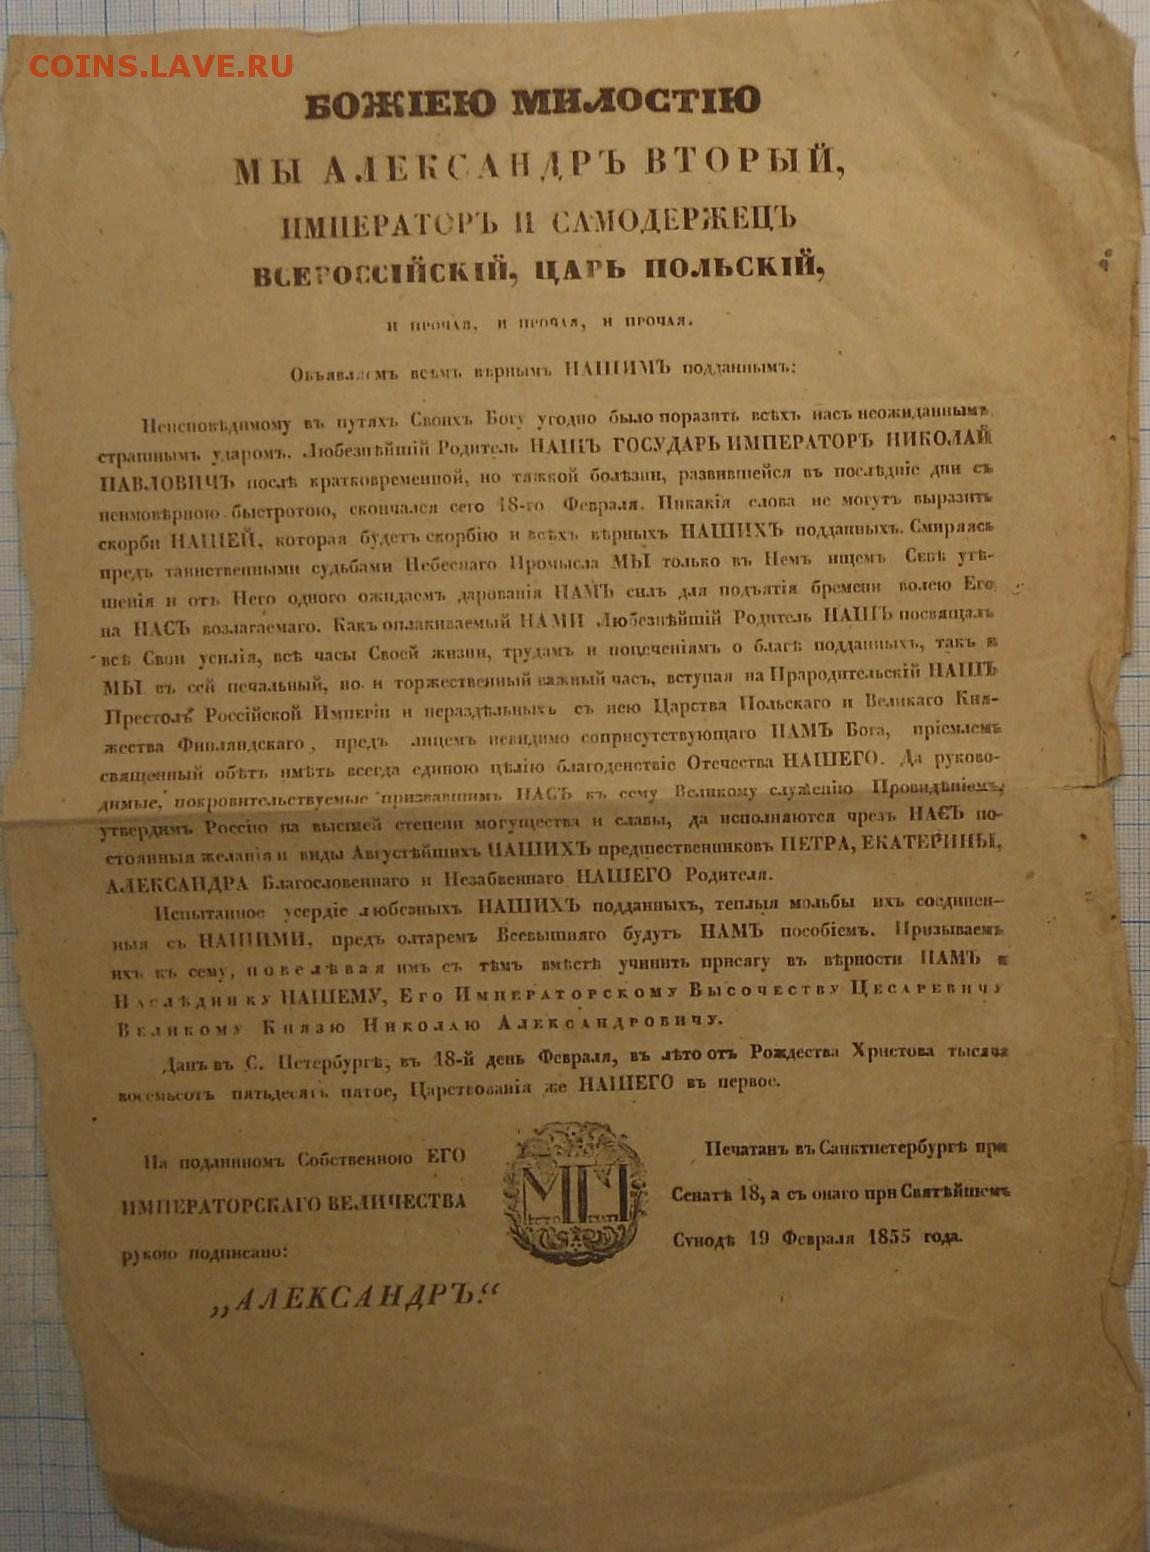 COINS.LAVE.RU
БОЖІЕЮ МИЛОСТІЮ
МЫ АЛЕКСАНДРЪ ВТОРЫЙ,
ИМПЕРАТОРЪ И САМОДЕРЖЕЦЪ
ВСЕРОССІЙСКІЙ, ЦАРЬ ПОЛЬСКІЙ,
и прочая, и прочая, и прочая.
Объявляемъ всѣмъ вѣрнымъ НАШИМЪ подданнымъ:
Неисповѣдимому въ путяхъ Своихъ Богу угодно было поразить всѣхъ насъ неожиданнымъ
страшнымъ ударомъ. Любезнѣйшій Родитель НАШЪ ГОСУДАРЬ ИМПЕРАТОРЪ НИКОЛАЙ
ПАВЛОВИЧЪ послѣ кратковременной, но тяжкой болѣзни, развившейся въ послѣдніе дни съ
неимовѣрною быстротою, скончался сего 18-го Февраля. Никакія слова не могутъ выразить
скорби НАШЕЙ, которая будетъ скорбію и всѣхъ вѣрныхъ НАШИХЪ подданныхъ. Смиряясь
предъ таинственными судьбами Небеснаго Промысла МЫ только въ Немъ ищемъ Себѣ утѣ-
шенія и отъ Него одного ожидаемъ дарованія НАМЪ силъ для подъятія бремени волею Его
на НАСЪ возлагаемаго. Какъ оплакиваемый НАМИ Любезнѣйшій Родитель НАШЪ посвящалъ
всѣ Свои усилія, всѣ часы Своей жизни, трудамъ и попеченіямъ о благѣ подданныхъ, такъ и
МЫ въ сей печальный, но и торжественный важный часъ, вступая на Прародительскій НАШЪ
Престолъ Россійской Имперіи и нераздѣльныхъ съ нею Царства Польскаго и Великаго Кня-
жества Финляндскаго, предъ лицемъ невидимо соприсутствующаго НАМЪ Бога, пріемлемъ
священный обѣтъ имѣть всегда единою цѣлію благоденствіе Отечества НАШЕГО. Да руково-
димые, покровительствуемые призвавшимъ НАСЪ къ сему Великому служенію Провидѣніемъ,
утвердимъ Россію на высшей степени могущества и славы, да исполняются чрезъ НАСЪ по-
стоянныя желанія и виды Августѣйшихъ НАШИХЪ предшественниковъ ПЕТРА, ЕКАТЕРИНЫ,
АЛЕКСАНДРА Благословеннаго и Незабвеннаго НАШЕГО Родителя.
Испытанное усердіе любезныхъ НАШИХЪ подданныхъ, теплыя мольбы ихъ соединен-
ныя съ НАШИМИ, предъ олтаремъ Всевышняго будутъ НАМЪ пособіемъ. Призываемъ
ихъ къ сему, повелѣвая имъ съ тѣмъ вмѣстѣ учинить присягу въ вѣрности НАМЪ и
Наслѣднику НАШЕМУ, Его Императорскому Высочеству Цесаревичу
Великому Князю Николаю Александровичу.
Данъ въ С. Петербургѣ, въ 18-й день Февраля, въ лѣто отъ Рождества Христова тысяча
восемьсотъ пятьдесятъ пятое, Царствованія же НАШЕГО въ первое.
На подлинномъ Собственною ЕГО
ИМПЕРАТОРСКАГО ВЕЛИЧЕСТВА
рукою подписано:
„АЛЕКСАНДРЪ.“
Печатанъ въ Санктпетербургѣ при
Сенатѣ 18, а съ онаго при Святѣйшемъ
Сѵнодѣ 19 Февраля 1855 года.